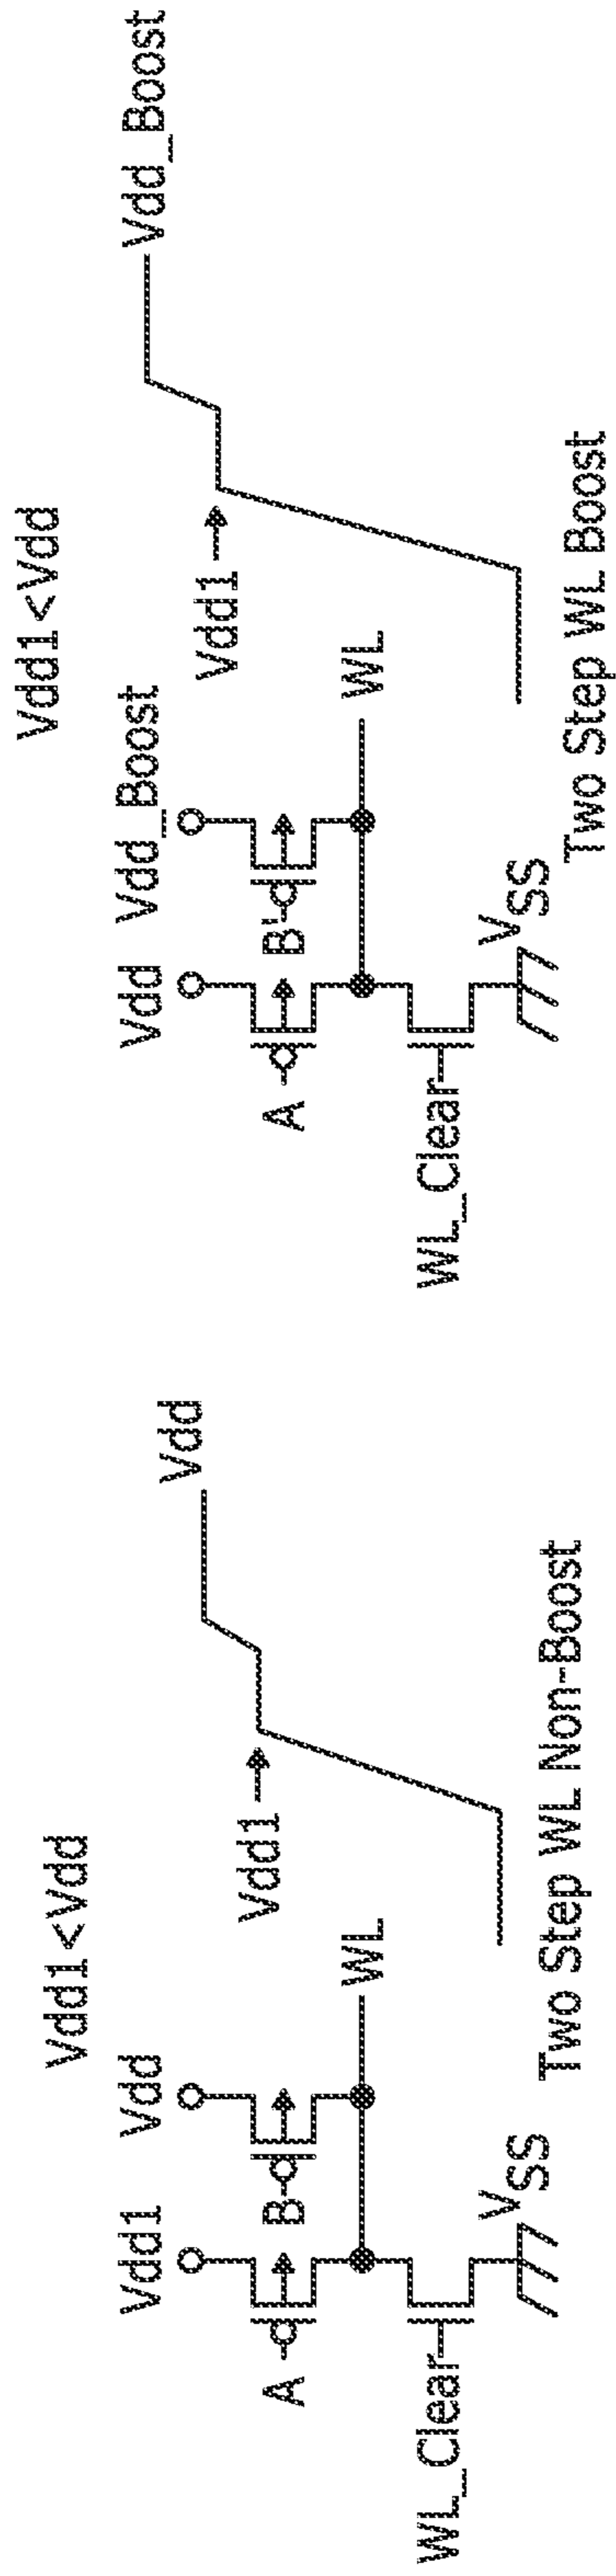 Vdd1<Vdd
Vdd1
Vdd
A
B
WL
WL_Clear
VSS
Vdd1
Vdd
Two Step WL Non-Boost
Vdd1<Vdd
Vdd
Vdd_Boost
A
B'
WL
WL_Clear
VSS
Vdd1
Vdd_Boost
Two Step WL Boost